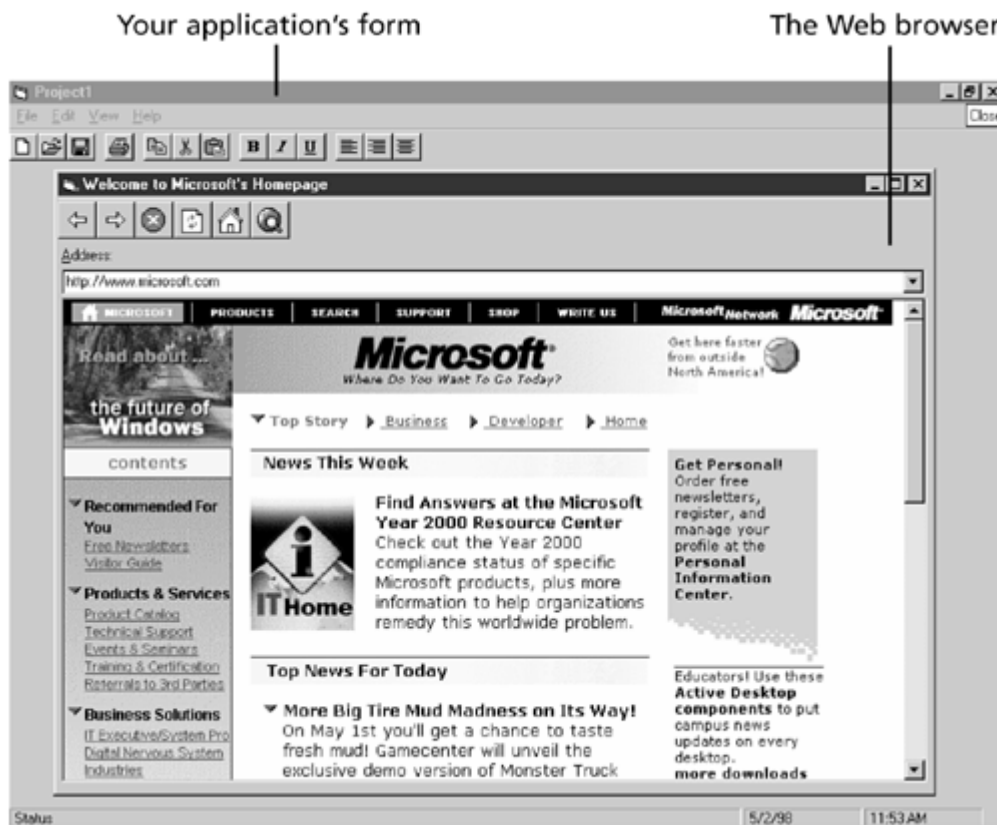 Your application's form
The Web browser
Project1
File Edit View Help
Close
B I U
Welcome to Microsoft's Homepage
Address:
http://www.microsoft.com
MICROSOFT PRODUCTS SEARCH SUPPORT SHOP WRITE US Microsoft Network Microsoft
Read about ...
the future of
Windows
Microsoft
Where Do You Want To Go Today?
Get here faster
from outside
North America!
Top Story Business Developer Home
contents
Recommended For
You
Free Newsletters
Visitor Guide
Products & Services
Product Catalog
Technical Support
Events & Seminars
Training & Certification
Referrals to 3rd Parties
Business Solutions
IT Executive/System Pro
Digital Nervous System
Industries
News This Week
IT Home
Find Answers at the Microsoft
Year 2000 Resource Center
Check out the Year 2000
compliance status of specific
Microsoft products, plus more
information to help organizations
remedy this worldwide problem.
Top News For Today
More Big Tire Mud Madness on Its Way!
On May 1st you'll get a chance to taste
fresh mud! Gamecenter will unveil the
exclusive demo version of Monster Truck
Get Personal!
Order free
newsletters,
register, and
manage your
profile at the
Personal
Information
Center.
Educators! Use these
Active Desktop
components to put
campus news
updates on every
desktop.
more downloads
Status
5/2/98
11:53 AM